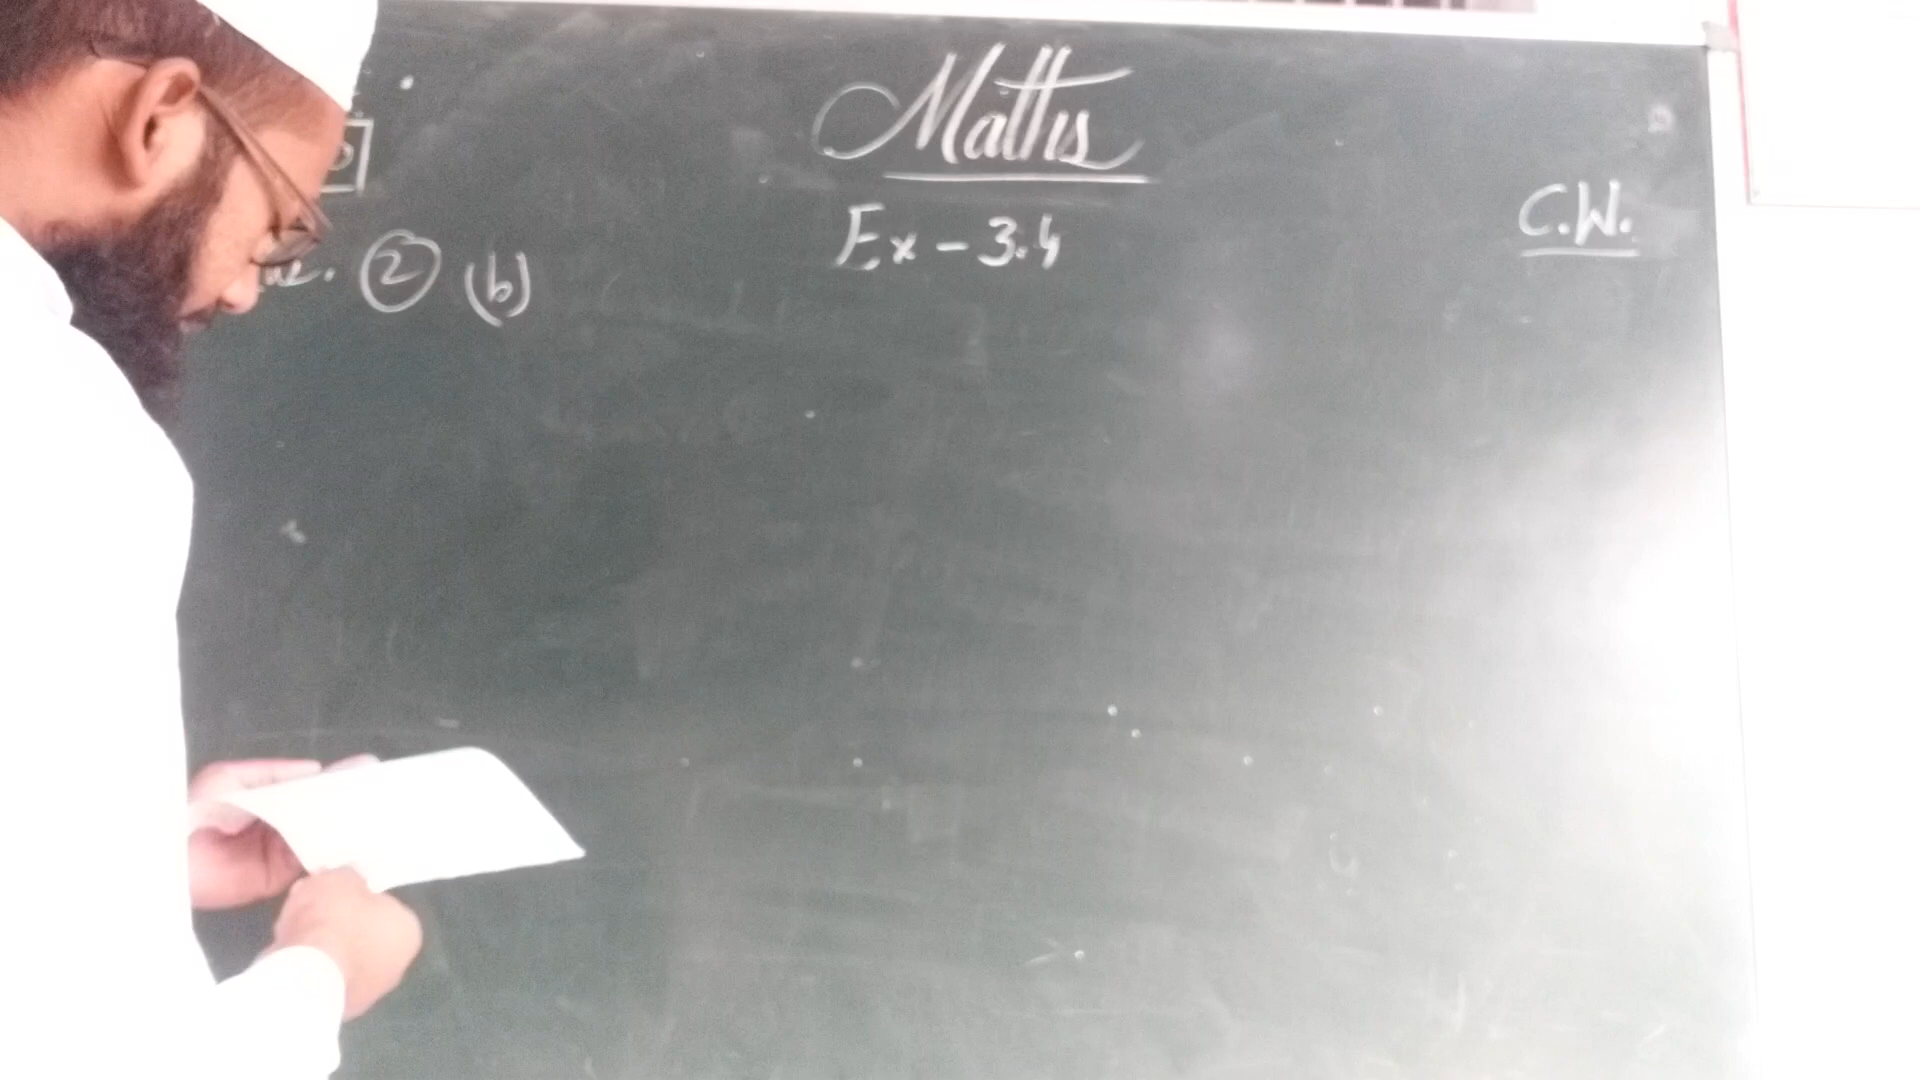 Maths
Ex - 3.4
C.W.
② (b)